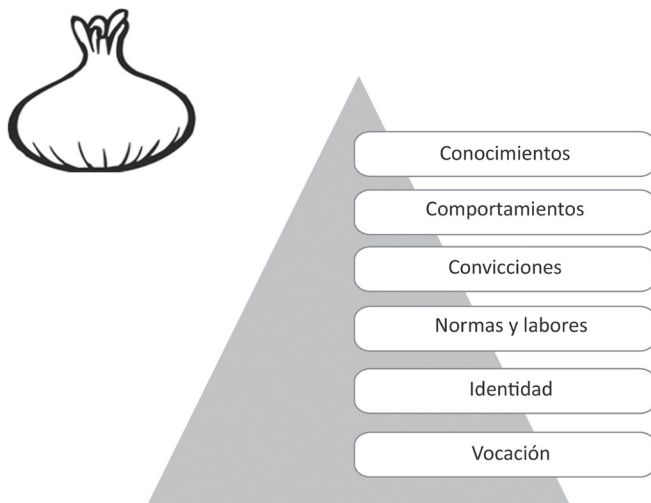 Conocimientos
Comportamientos
Convicciones
Normas y labores
Identidad
Vocación